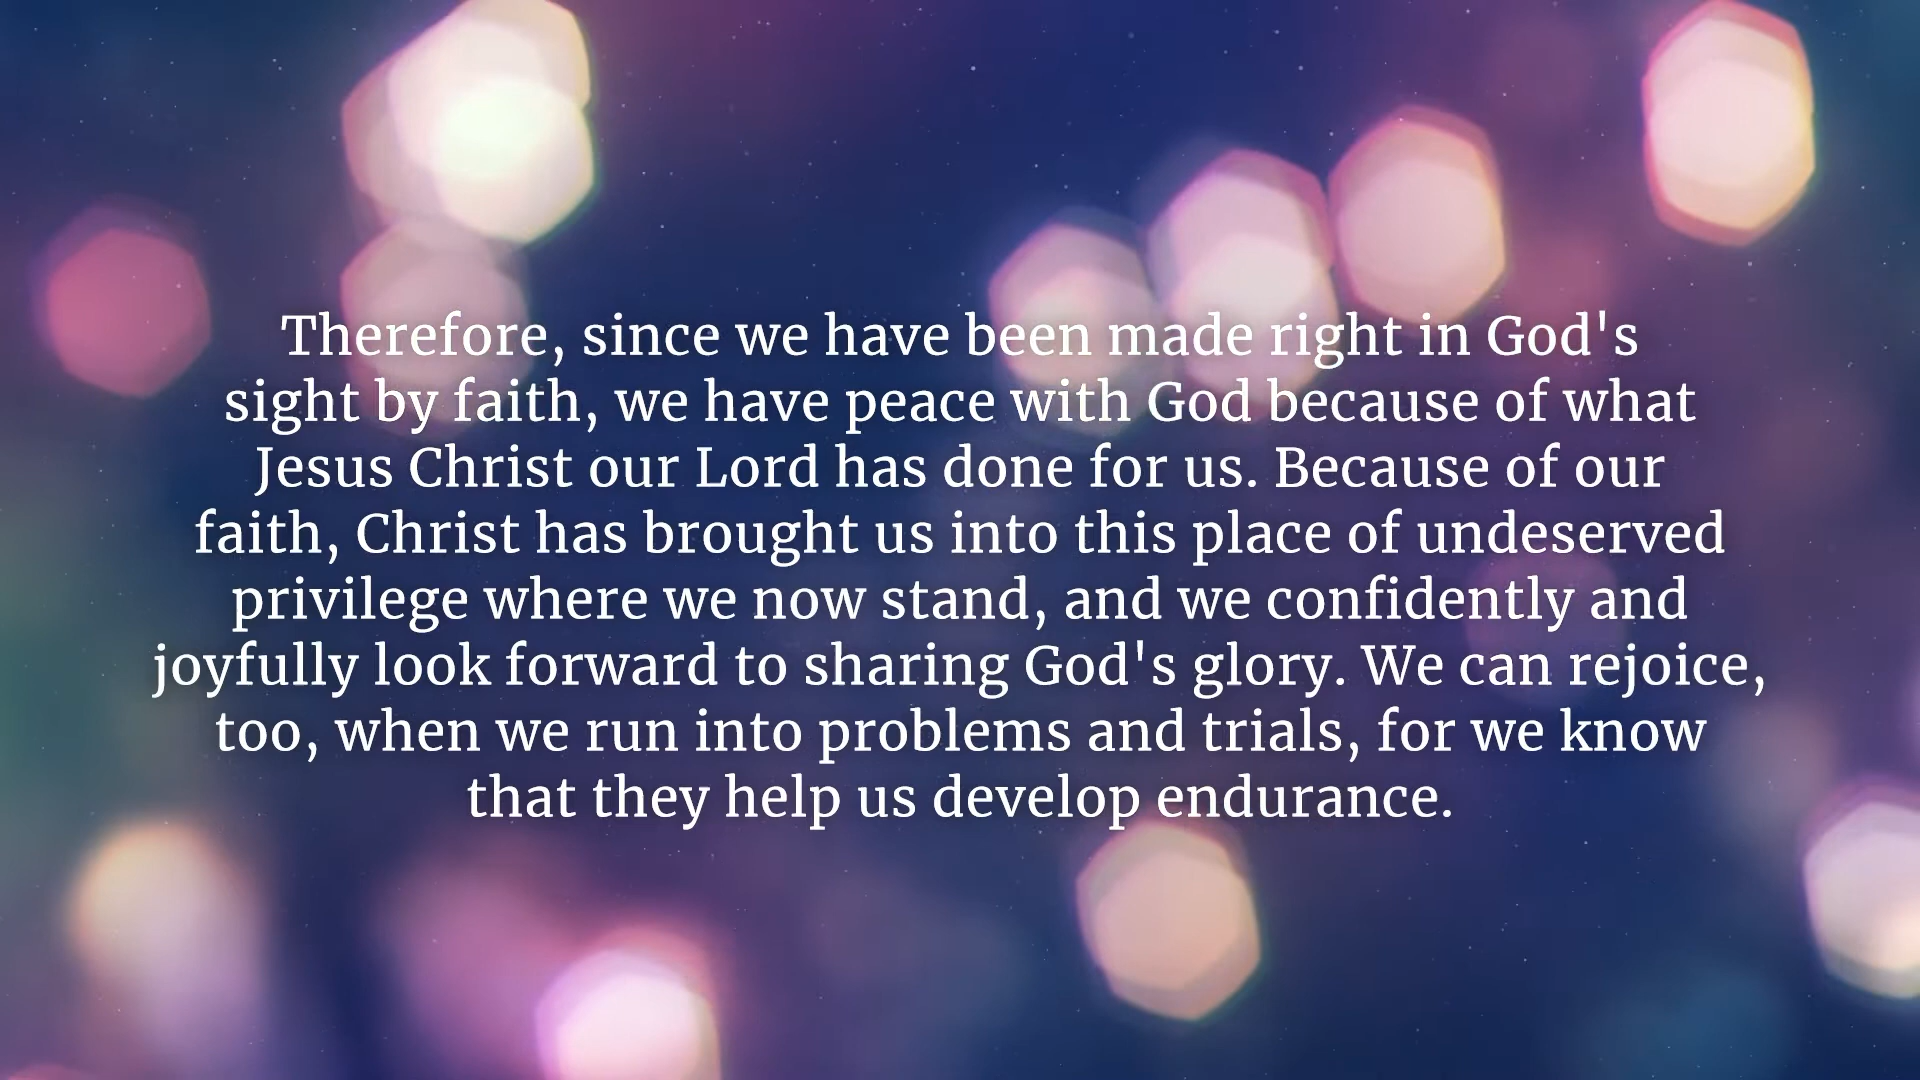 Therefore, since we have been made right in God's
sight by faith, we have peace with God because of what
Jesus Christ our Lord has done for us. Because of our
faith, Christ has brought us into this place of undeserved
privilege where we now stand, and we confidently and
joyfully look forward to sharing God's glory. We can rejoice,
too, when we run into problems and trials, for we know
that they help us develop endurance.